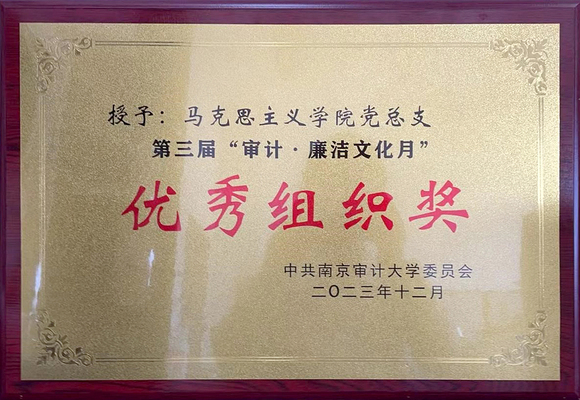 授予：马克思主义学院党总支
第三届“审计·廉洁文化月”
优秀组织奖
中共南京审计大学委员会
二〇二三年十二月